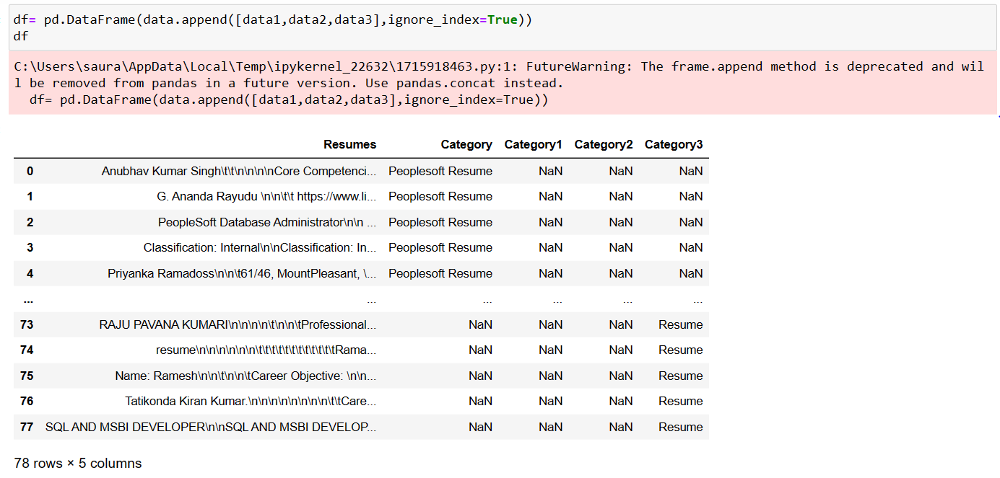 df= pd.DataFrame(data.append([data1,data2,data3],ignore_index=True))
df
C:\Users\saura\AppData\Local\Temp\ipykernel_22632\1715918463.py:1: FutureWarning: The frame.append method is deprecated and wil
l be removed from pandas in a future version. Use pandas.concat instead.
  df= pd.DataFrame(data.append([data1,data2,data3],ignore_index=True))
Resumes Category Category1 Category2 Category3
0 Anubhav Kumar Singh\t\t\n\n\n\nCore Competenci... Peoplesoft Resume NaN NaN NaN
1 G. Ananda Rayudu \n\n\t\t https://www.li... Peoplesoft Resume NaN NaN NaN
2 PeopleSoft Database Administrator\n\n ... Peoplesoft Resume NaN NaN NaN
3 Classification: Internal\n\nClassification: In... Peoplesoft Resume NaN NaN NaN
4 Priyanka Ramadoss\n\n\t61/46, MountPleasant, \... Peoplesoft Resume NaN NaN NaN
... ... ... ... ... ...
73 RAJU PAVANA KUMARI\n\n\n\n\t\n\n\tProfessional... NaN NaN NaN Resume
74 resume\n\n\n\n\n\n\t\t\t\t\t\t\t\t\t\t\tRama... NaN NaN NaN Resume
75 Name: Ramesh\n\n\t\n\n\tCareer Objective: \n\n... NaN NaN NaN Resume
76 Tatikonda Kiran Kumar.\n\n\n\n\n\n\n\n\t\tCare... NaN NaN NaN Resume
77 SQL AND MSBI DEVELOPER\n\nSQL AND MSBI DEVELOP... NaN NaN NaN Resume
78 rows × 5 columns